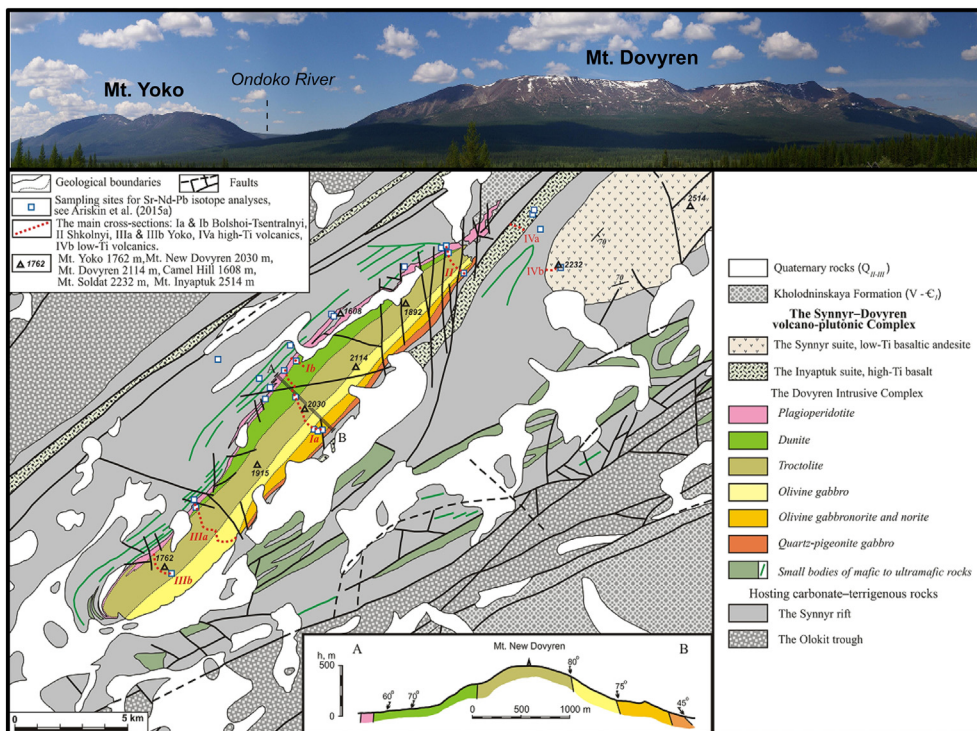 Mt. Dovyren
Mt. Yoko
Ondoko River
Geological boundaries
Faults
Sampling sites for Sr-Nd-Pb isotope analyses,
see Ariskin et al. (2015a)
The main cross-sections: Ia & Ib Bolshoi-Tsentralnyi,
II Shkolnyi, IIIa & IIIb Yoko, IVa high-Ti volcanics,
IVb low-Ti volcanics.
1762
Mt. Yoko 1762 m, Mt. New Dovyren 2030 m,
Mt. Dovyren 2114 m, Camel Hill 1608 m,
Mt. Soldat 2232 m, Mt. Inyaptuk 2514 m
2514
IVa
70
IVb
2232
70
II
1892
1608
2114
Ib
A
2030
Ia
B
1915
IIIa
1762
IIIb
0
5 km
Quaternary rocks (Q II-III)
Kholodninskaya Formation (V - Є I)
The Synnyr–Dovyren
volcano-plutonic Complex
The Synnyr suite, low-Ti basaltic andesite
The Inyaptuk suite, high-Ti basalt
The Dovyren Intrusive Complex
Plagioperidotite
Dunite
Troctolite
Olivine gabbro
Olivine gabbronorite and norite
Quartz-pigeonite gabbro
Small bodies of mafic to ultramafic rocks
Hosting carbonate–terrigenous rocks
The Synnyr rift
The Olokit trough
A
Mt. New Dovyren
B
h, m
500
0
60°
70°
80°
75°
45°
0
500
1000 m